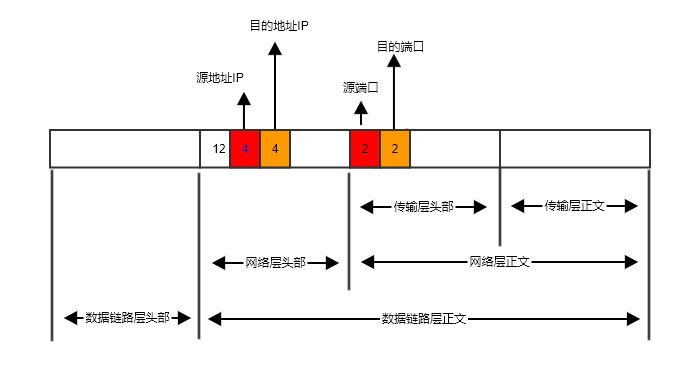 目的地址IP
目的端口
源地址IP
源端口
12 4 4 2 2
传输层头部 传输层正文
网络层头部 网络层正文
数据链路层头部 数据链路层正文